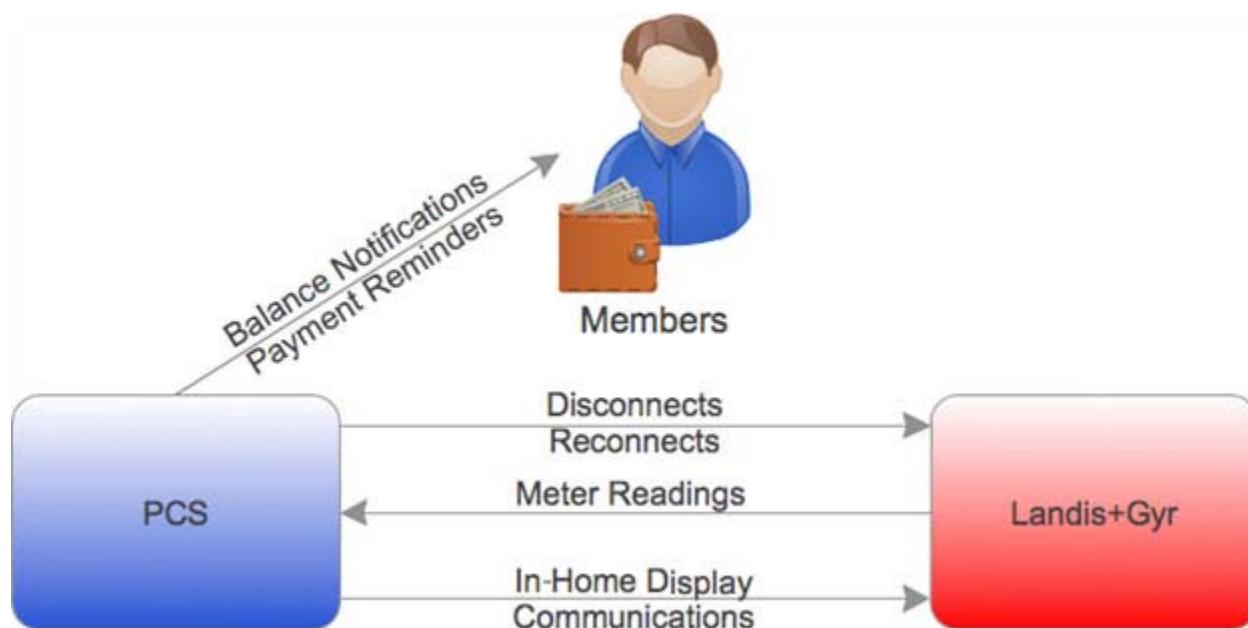 Balance Notifications
Payment Reminders
Members
Disconnects
Reconnects
PCS
Meter Readings
Landis+Gyr
In-Home Display
Communications